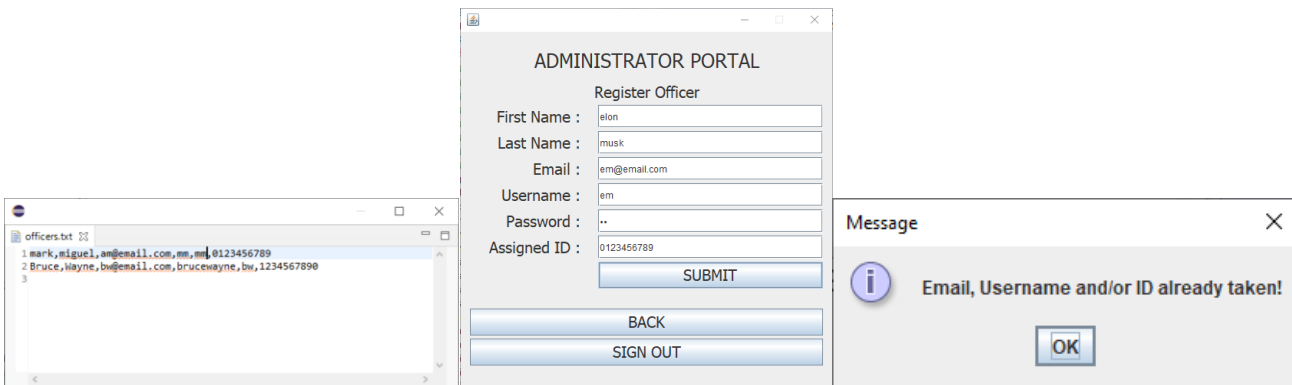 officers.txt
1 mark,miguel,am@email.com,mm,mm,0123456789
2 Bruce,Wayne,bw@email.com,brucewayne,bw,1234567890
3
ADMINISTRATOR PORTAL
Register Officer
First Name : elon
Last Name : musk
Email : em@email.com
Username : em
Password : ••
Assigned ID : 0123456789
SUBMIT
BACK
SIGN OUT
Message
Email, Username and/or ID already taken!
OK